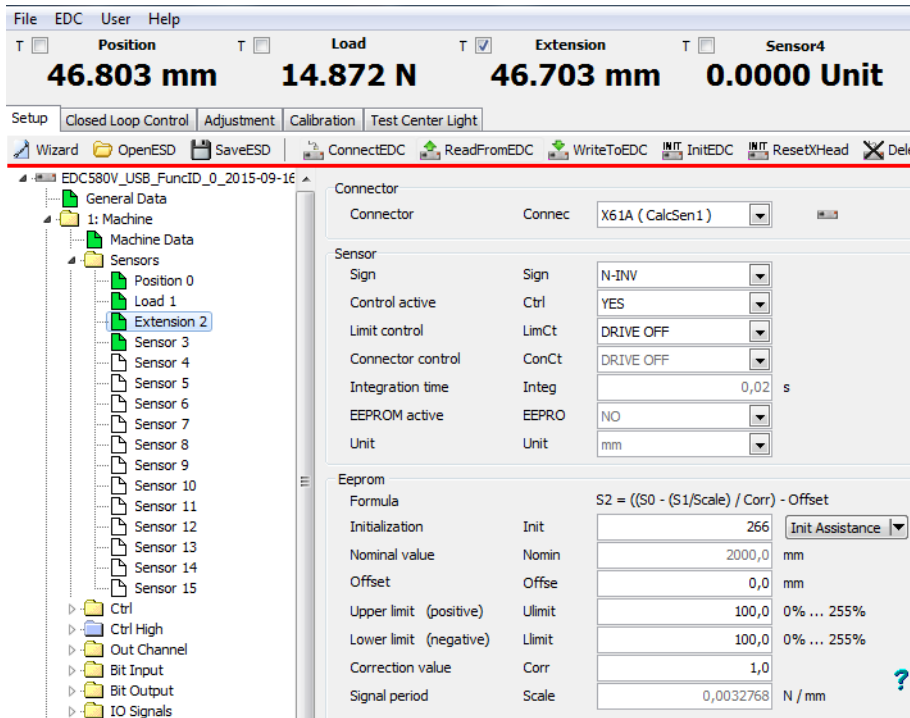 File EDC User Help
T Position T Load T Extension T Sensor4
46.803 mm 14.872 N 46.703 mm 0.0000 Unit
Setup Closed Loop Control Adjustment Calibration Test Center Light
Wizard OpenESD SaveESD ConnectEDC ReadFromEDC WriteToEDC INIT InitEDC INIT ResetXHead Dele
EDC580V_USB_FuncID_0_2015-09-16
General Data
1: Machine
Machine Data
Sensors
Position 0
Load 1
Extension 2
Sensor 3
Sensor 4
Sensor 5
Sensor 6
Sensor 7
Sensor 8
Sensor 9
Sensor 10
Sensor 11
Sensor 12
Sensor 13
Sensor 14
Sensor 15
Ctrl
Ctrl High
Out Channel
Bit Input
Bit Output
IO Signals
Connector
Connector Connec X61A ( CalcSen1 )
Sensor
Sign Sign N-INV
Control active Ctrl YES
Limit control LimCt DRIVE OFF
Connector control ConCt DRIVE OFF
Integration time Integ 0,02 s
EEPROM active EEPRO NO
Unit Unit mm
Eeprom
Formula S2 = ((S0 - (S1/Scale) / Corr) - Offset
Initialization Init 266 Init Assistance
Nominal value Nomin 2000,0 mm
Offset Offse 0,0 mm
Upper limit (positive) Ulimit 100,0 0% ... 255%
Lower limit (negative) Llimit 100,0 0% ... 255%
Correction value Corr 1,0
?
Signal period Scale 0,0032768 N / mm